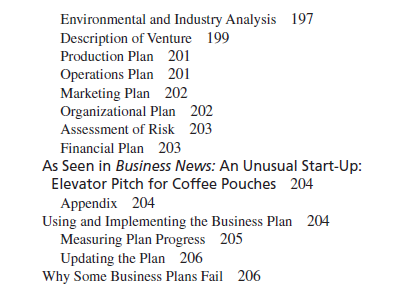 Environmental and Industry Analysis 197
Description of Venture 199
Production Plan 201
Operations Plan 201
Marketing Plan 202
Organizational Plan 202
Assessment of Risk 203
Financial Plan 203
As Seen in Business News: An Unusual Start-Up:
Elevator Pitch for Coffee Pouches 204
Appendix 204
Using and Implementing the Business Plan 204
Measuring Plan Progress 205
Updating the Plan 206
Why Some Business Plans Fail 206